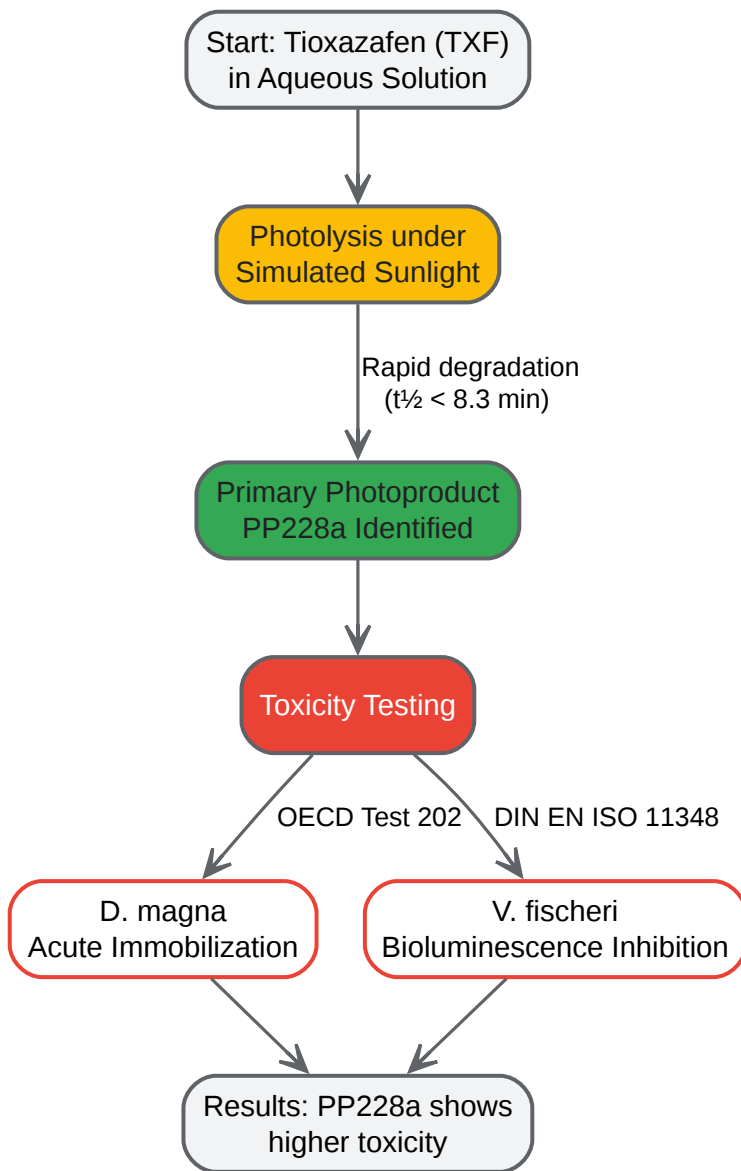 Start: Tioxazafen (TXF)
in Aqueous Solution
Photolysis under
Simulated Sunlight
Rapid degradation
(t½ < 8.3 min)
Primary Photoproduct
PP228a Identified
Toxicity Testing
OECD Test 202
DIN EN ISO 11348
D. magna
Acute Immobilization
V. fischeri
Bioluminescence Inhibition
Results: PP228a shows
higher toxicity